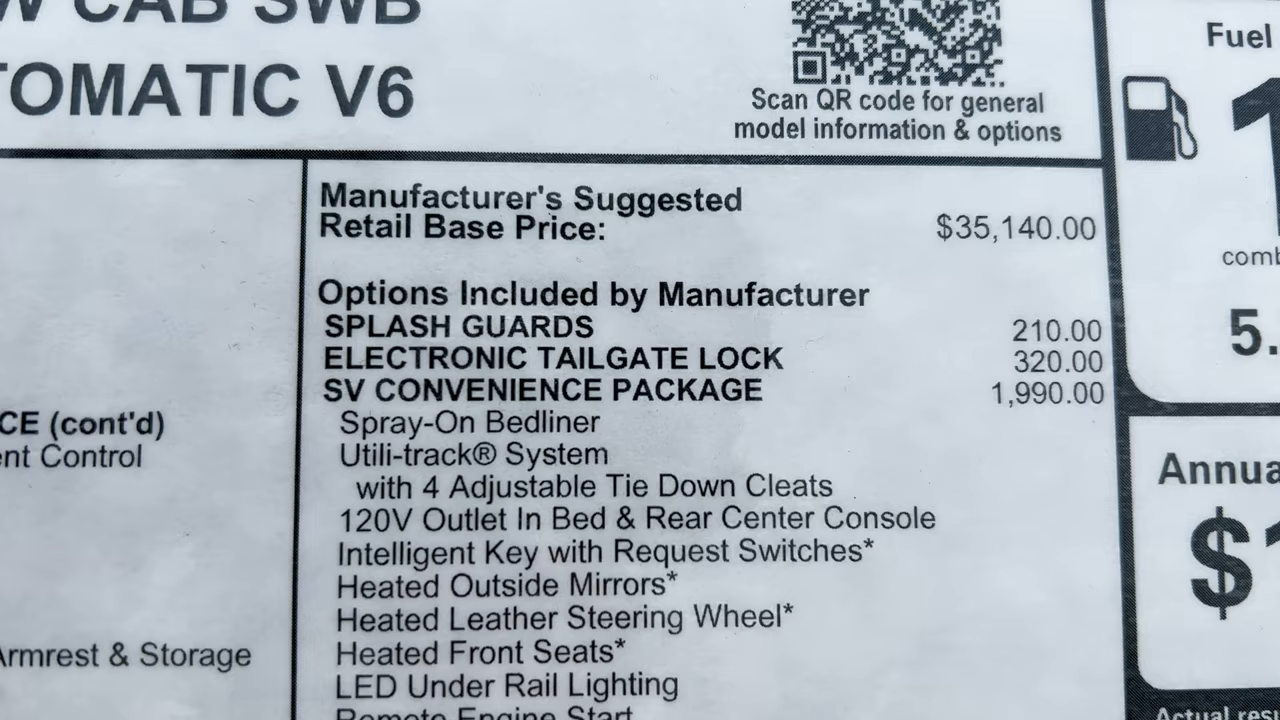 CAB SWB
V6
Scan QR code for general
model information & options
Manufacturer's Suggested
Retail Base Price: $35,140.00
Options Included by Manufacturer
SPLASH GUARDS 210.00
ELECTRONIC TAILGATE LOCK 320.00
SV CONVENIENCE PACKAGE 1,990.00
Spray-On Bedliner
Utili-track® System
with 4 Adjustable Tie Down Cleats
120V Outlet In Bed & Rear Center Console
Intelligent Key with Request Switches*
Heated Outside Mirrors*
Heated Leather Steering Wheel*
Heated Front Seats*
LED Under Rail Lighting
Remote Engine Start
(cont'd)
Control
Armrest & Storage
Fuel
5.
$
Actual